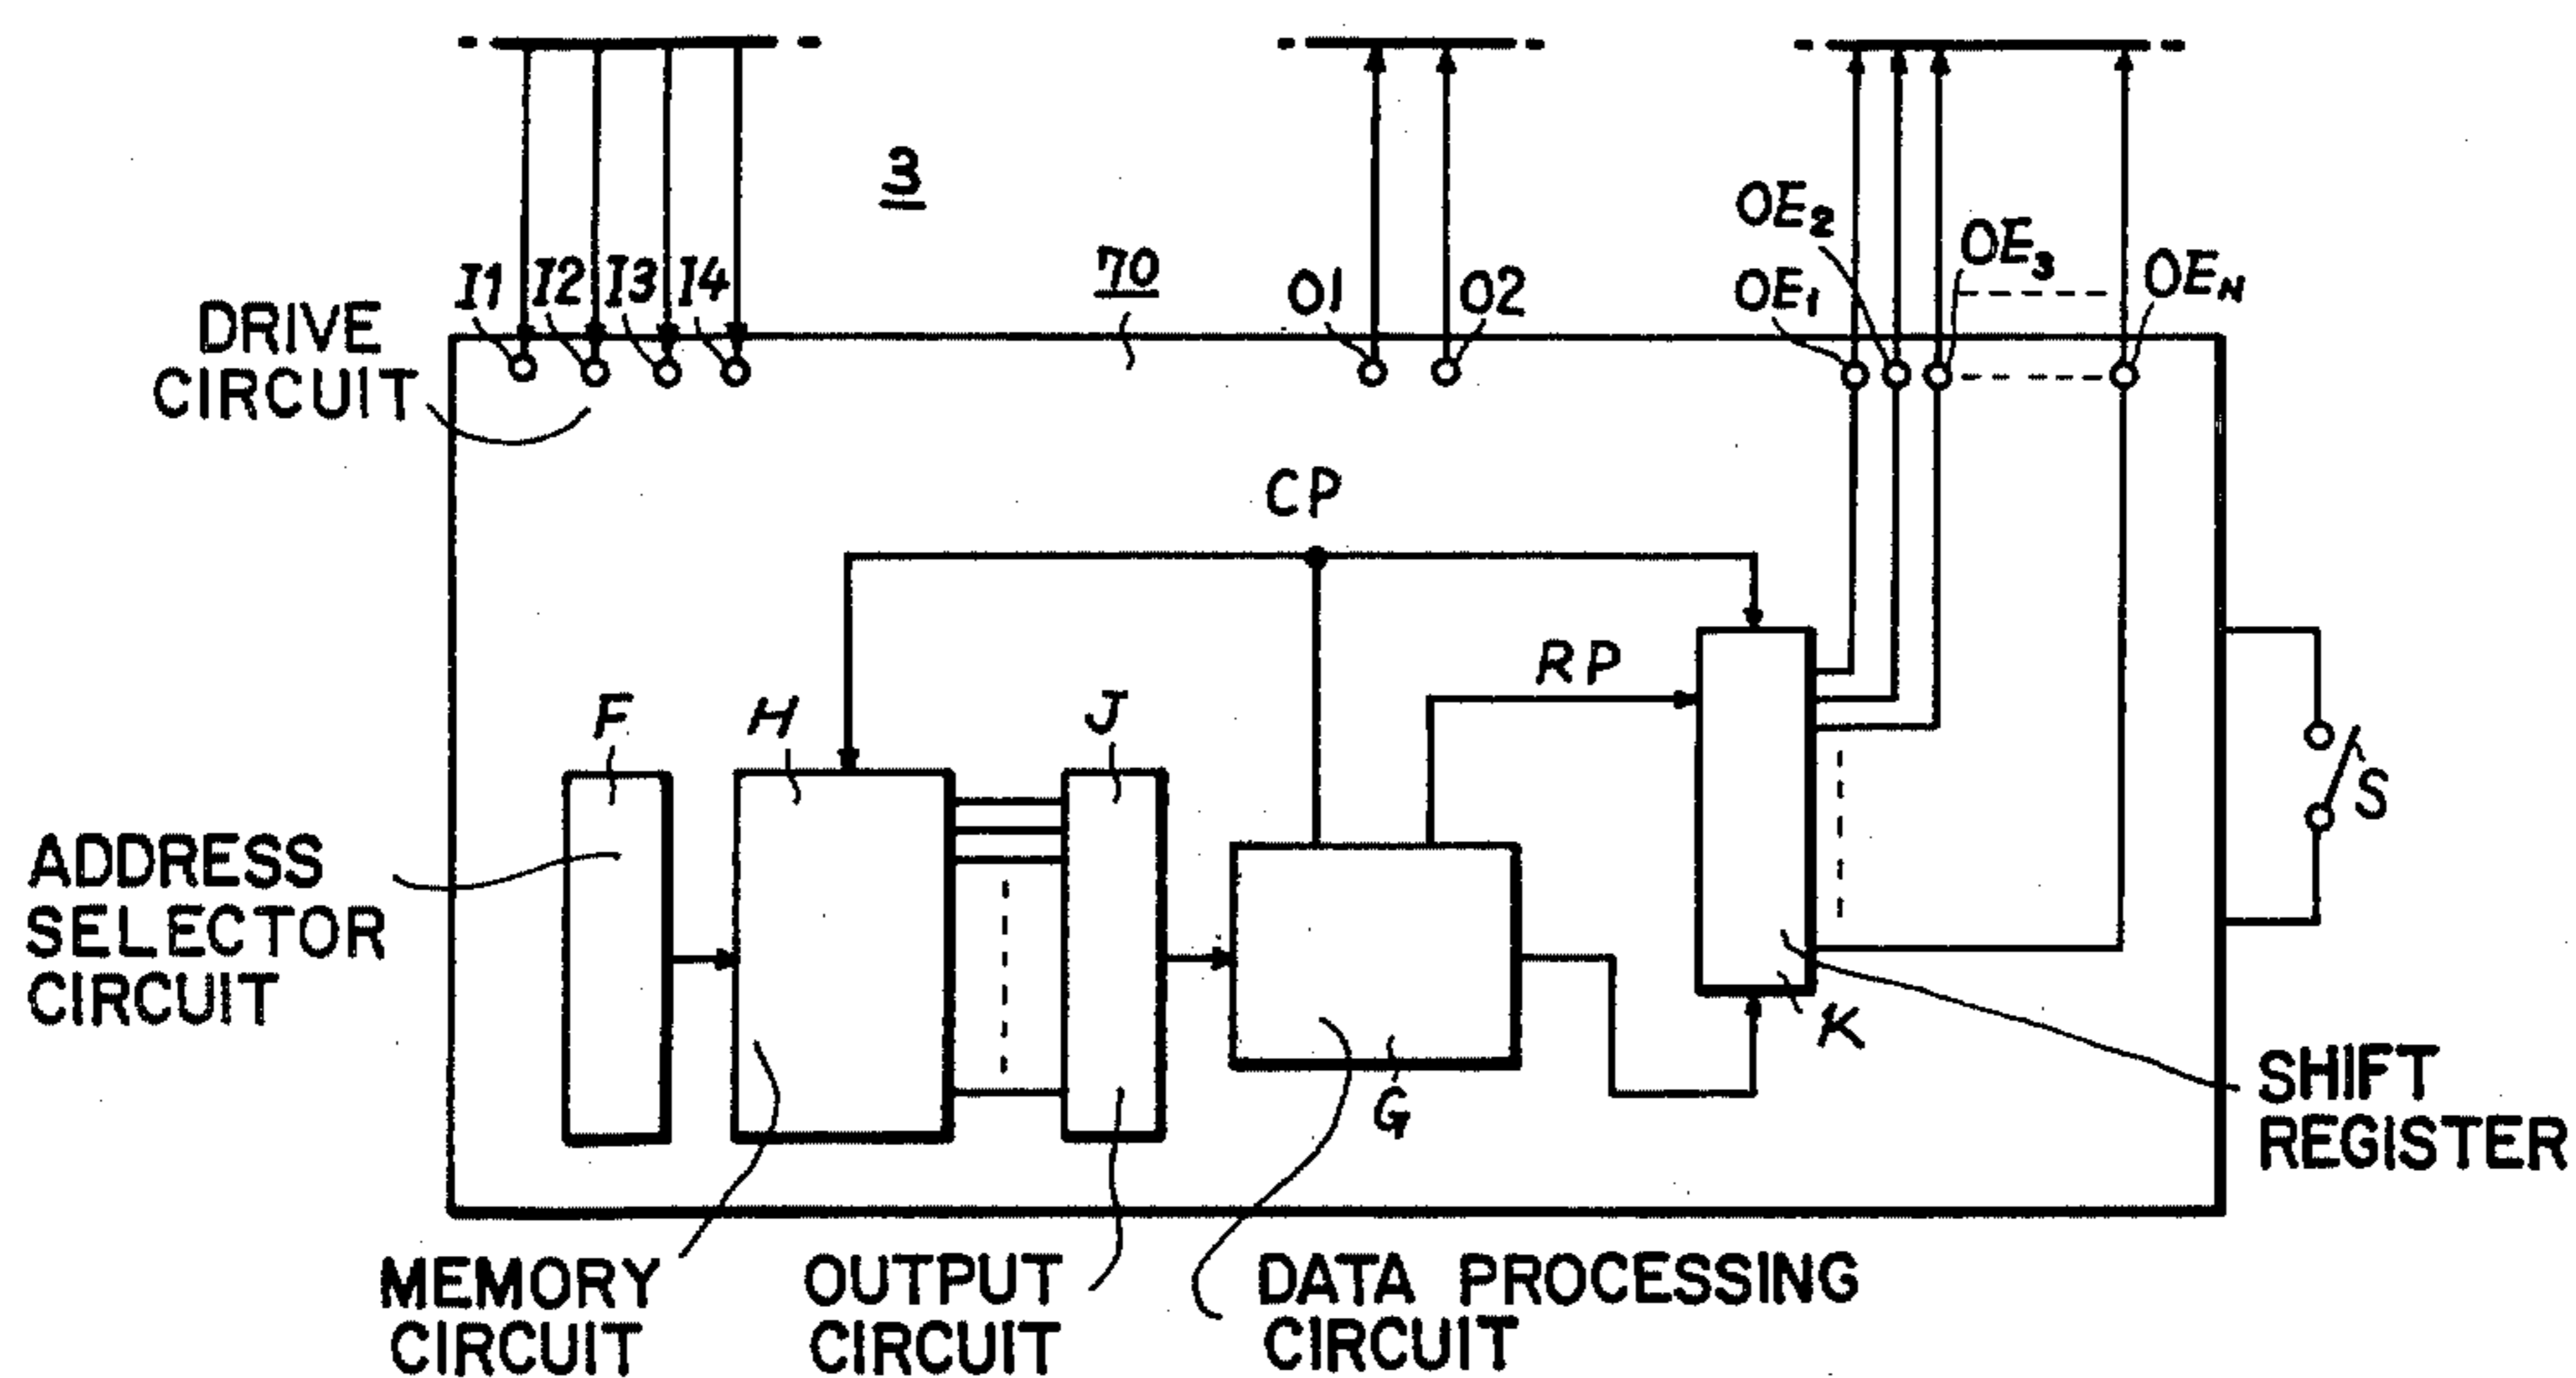 3
70
I1 I2 I3 I4
O1 O2
OE1 OE2 OE3 OEN
DRIVE
CIRCUIT
CP
RP
F
H
J
S
ADDRESS
SELECTOR
CIRCUIT
K
G
SHIFT
REGISTER
MEMORY
CIRCUIT
OUTPUT
CIRCUIT
DATA PROCESSING
CIRCUIT